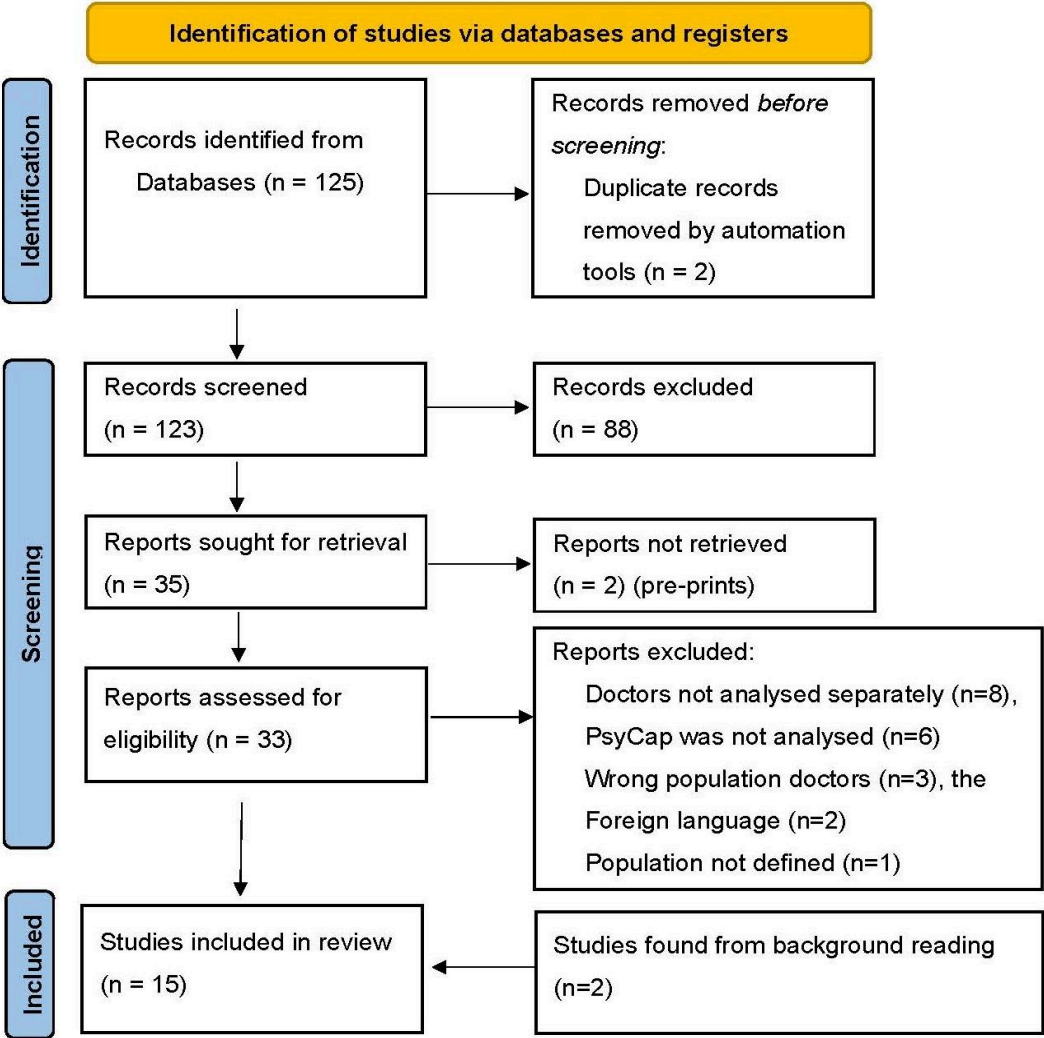 Identification of studies via databases and registers
Identification
Records identified from
Databases (n = 125)
Records removed before
screening:
Duplicate records
removed by automation
tools (n = 2)
Screening
Records screened
(n = 123)
Records excluded
(n = 88)
Reports sought for retrieval
(n = 35)
Reports not retrieved
(n = 2) (pre-prints)
Reports assessed for
eligibility (n = 33)
Reports excluded:
Doctors not analysed separately (n=8),
PsyCap was not analysed (n=6)
Wrong population doctors (n=3), the
Foreign language (n=2)
Population not defined (n=1)
Included
Studies included in review
(n = 15)
Studies found from background reading
(n=2)